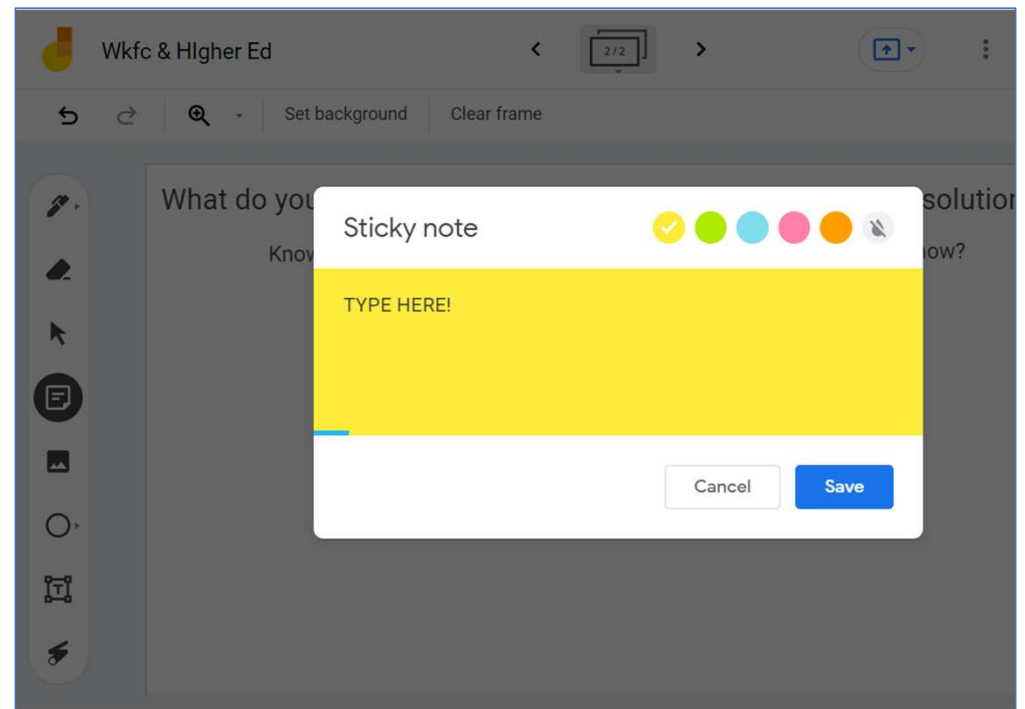 Wkfc & HIgher Ed
2 / 2
Set background Clear frame
What do you solution
Know now?
Sticky note
TYPE HERE!
Cancel Save